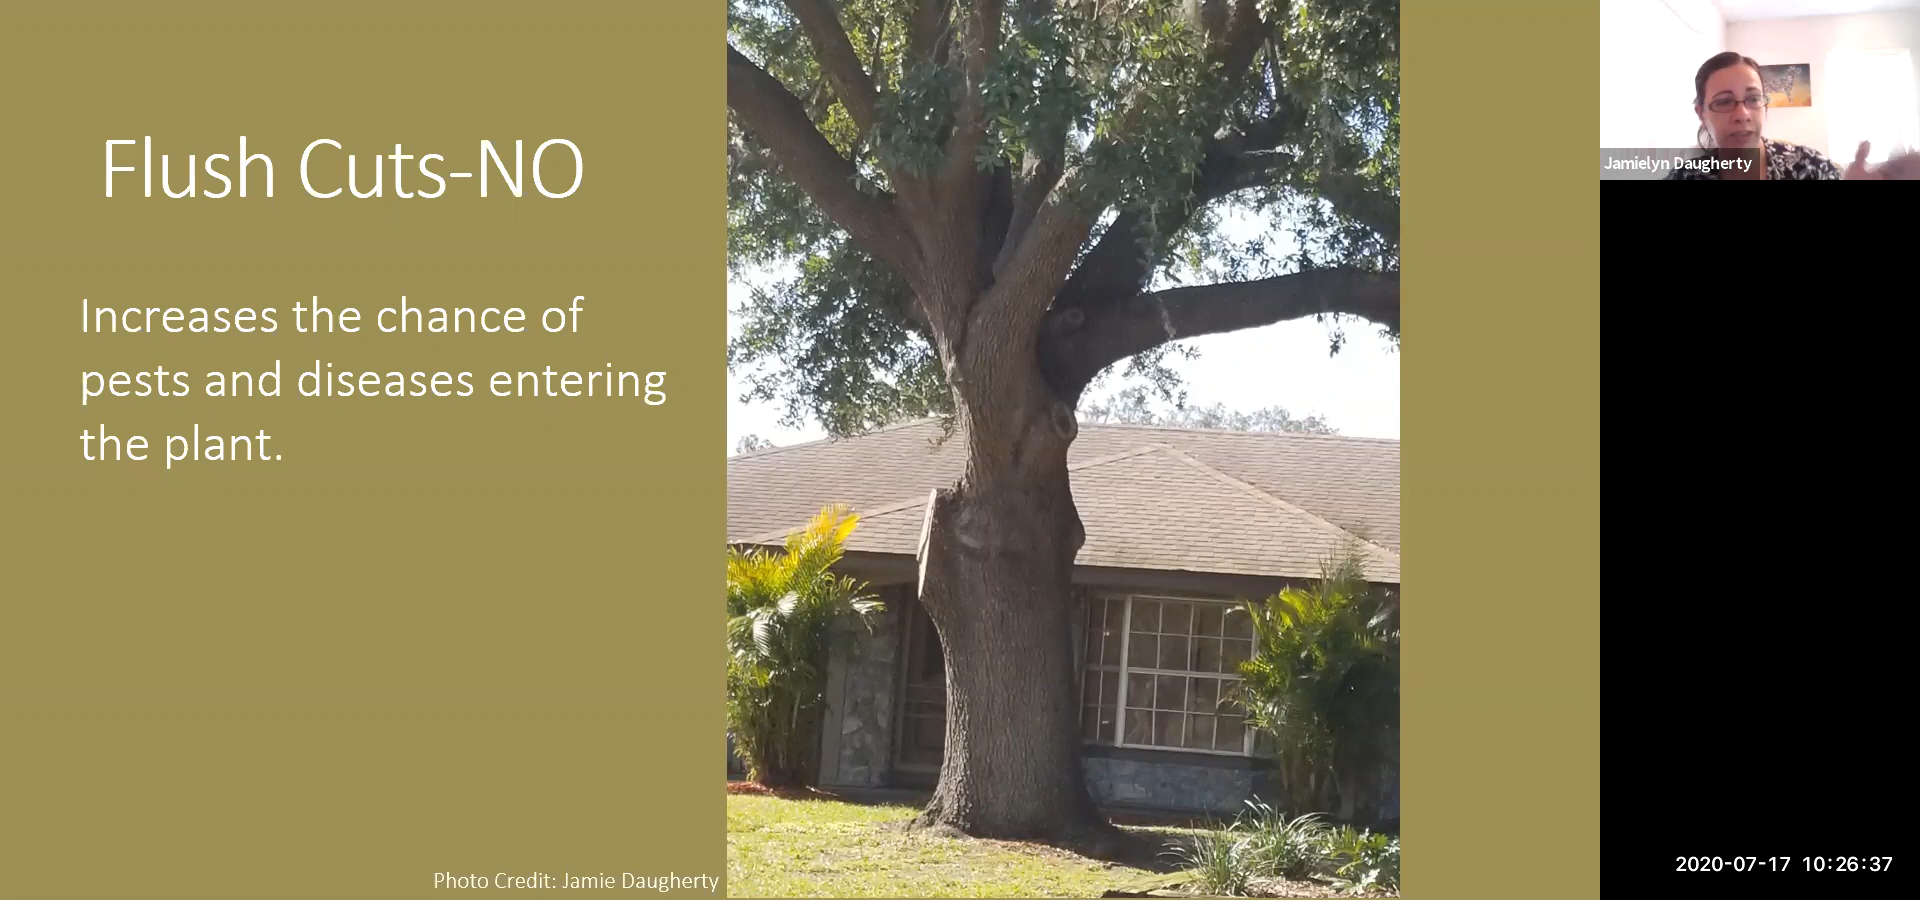 Flush Cuts-NO
Increases the chance of
pests and diseases entering
the plant.
Photo Credit: Jamie Daugherty
Jamielyn Daugherty
2020-07-17 10:26:37